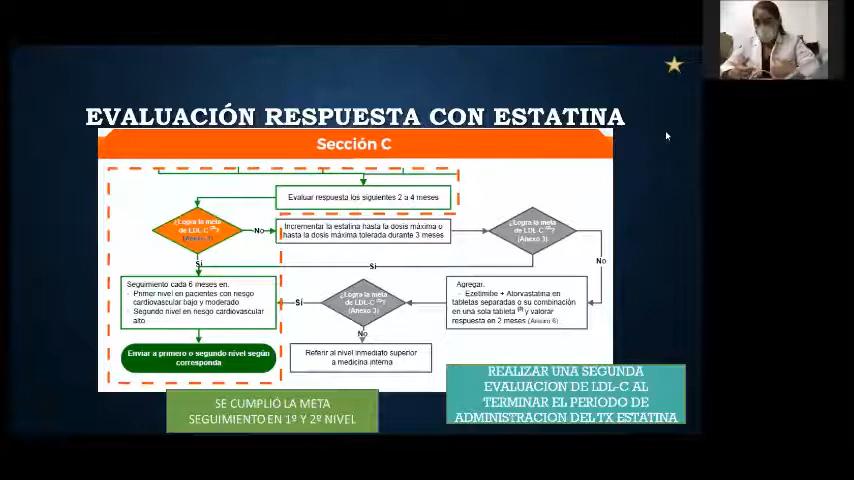 EVALUACIÓN RESPUESTA CON ESTATINA
Sección C
Evaluar respuesta los siguientes 2 a 4 meses
¿Logra la meta
de LDL-C
(Anexo 3)
No
Incrementar la estatina hasta la dosis máxima o
hasta la dosis máxima tolerada durante 3 meses
¿Logra la meta
de LDL-C
(Anexo 3)
No
Sí
Sí
Seguimiento cada 6 meses en.
- Primer nivel en pacientes con riesgo
cardiovascular bajo y moderado
- Segundo nivel en riesgo cardiovascular
alto
Sí
¿Logra la meta
de LDL-C
(Anexo 3)
Agregar.
- Ezetimibe + Atorvastatina en
tabletas separadas o su combinación
en una sola tableta y valorar
respuesta en 2 meses (Anexo 6)
No
Enviar a primero o segundo nivel según
corresponda
Referir al nivel inmediato superior
a medicina interna
SE CUMPLIÓ LA META
SEGUIMIENTO EN 1º Y 2º NIVEL
REALIZAR UNA SEGUNDA
EVALUACION DE LDL-C AL
TERMINAR EL PERIODO DE
ADMINISTRACION DEL TX ESTATINA